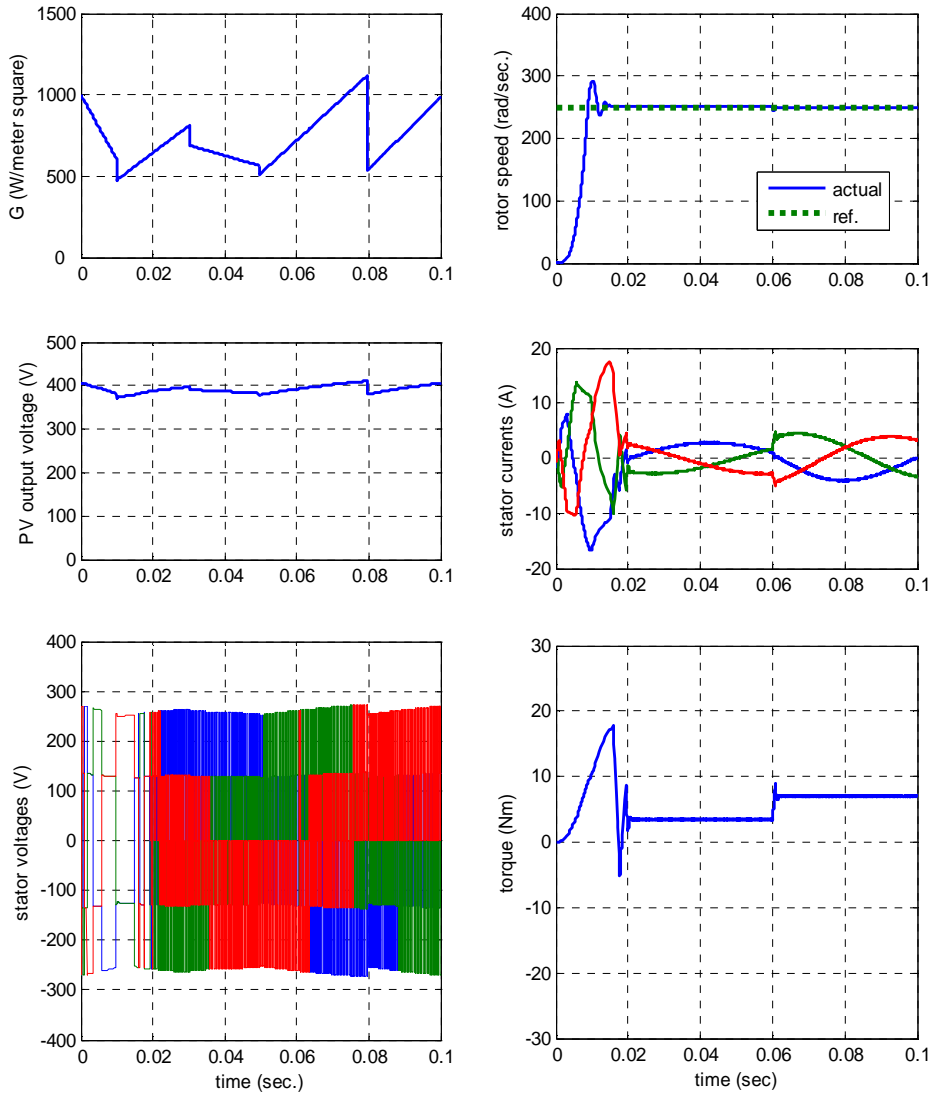 1500
1000
500
0
G (W/meter square)
0 0.02 0.04 0.06 0.08 0.1
400
300
200
100
0
rotor speed (rad/sec.)
actual
ref.
0 0.02 0.04 0.06 0.08 0.1
500
400
300
200
100
0
PV output voltage (V)
0 0.02 0.04 0.06 0.08 0.1
20
10
0
-10
-20
stator currents (A)
0 0.02 0.04 0.06 0.08 0.1
400
300
200
100
0
-100
-200
-300
-400
stator voltages (V)
0 0.02 0.04 0.06 0.08 0.1
time (sec.)
30
20
10
0
-10
-20
-30
torque (Nm)
0 0.02 0.04 0.06 0.08 0.1
time (sec)